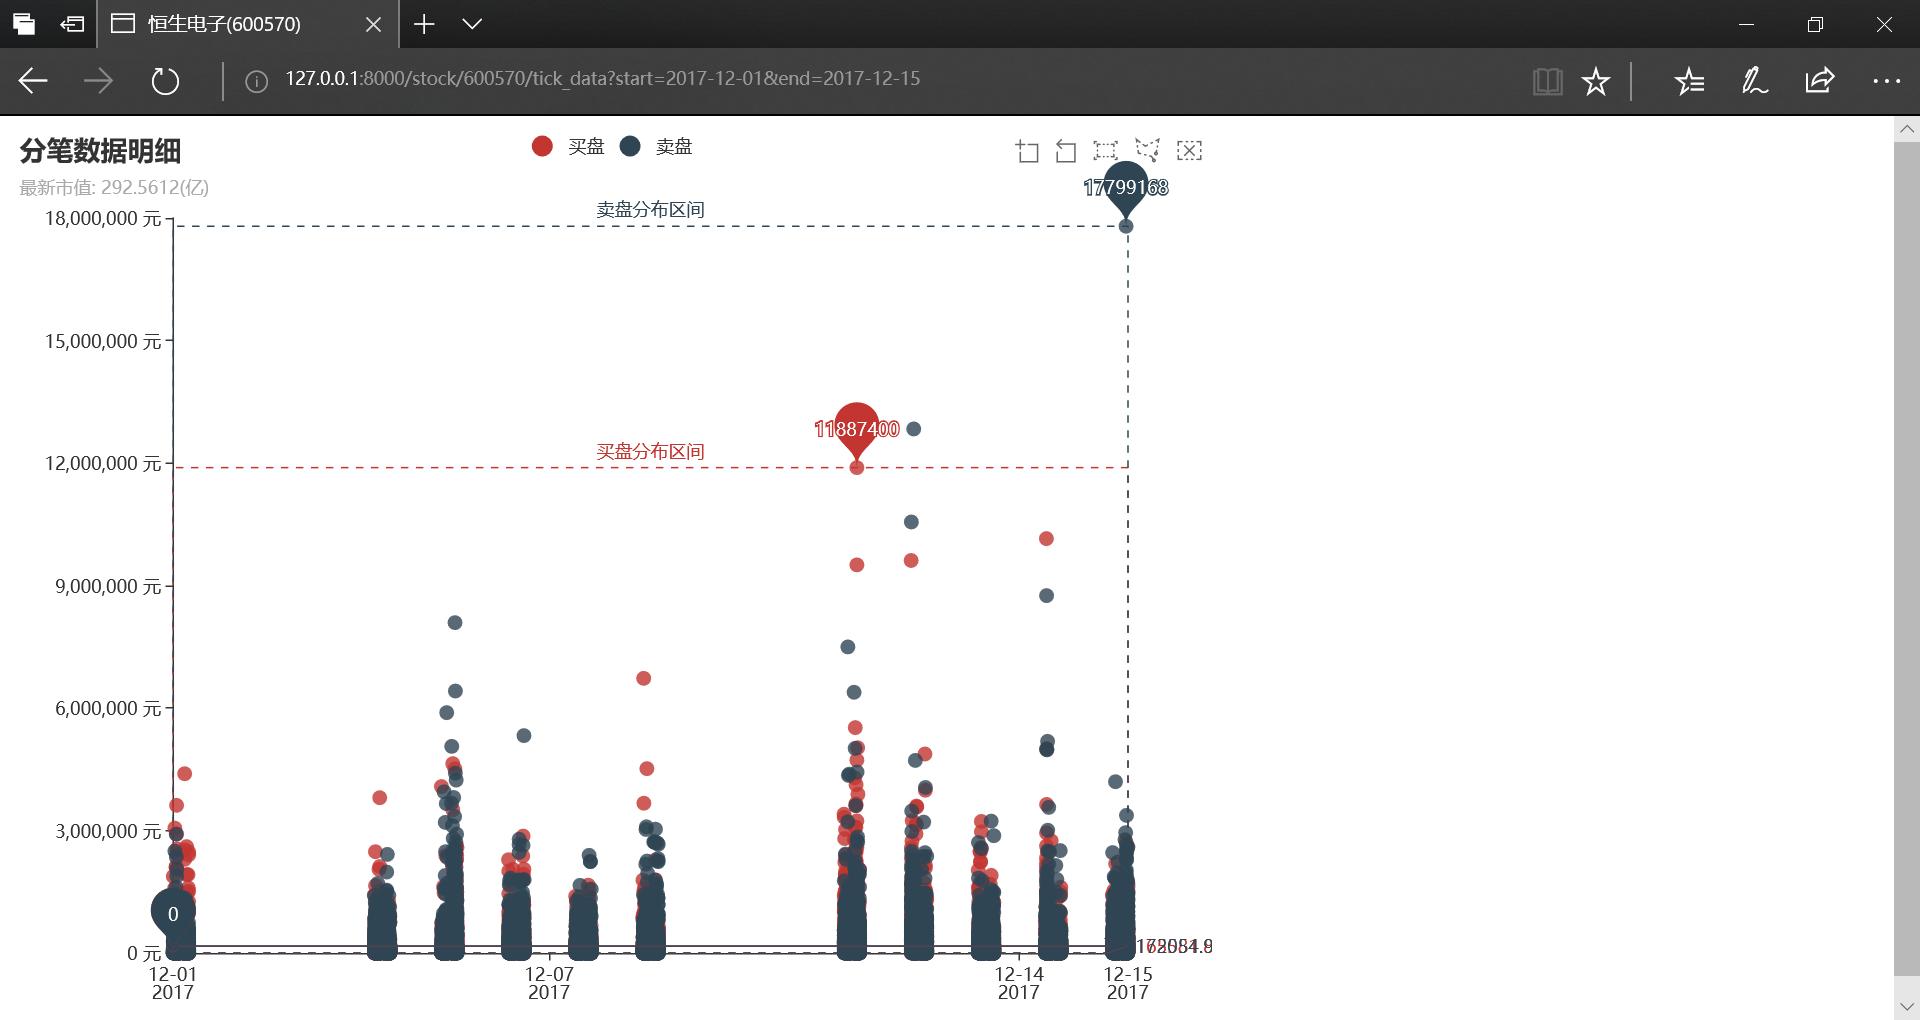 恒生电子(600570)
127.0.0.1:8000/stock/600570/tick_data?start=2017-12-01&end=2017-12-15
分笔数据明细
买盘 卖盘
最新市值: 292.5612(亿)
17799168
卖盘分布区间
18,000,000 元
15,000,000 元
11887400
买盘分布区间
12,000,000 元
9,000,000 元
6,000,000 元
3,000,000 元
0
0 元
12-01
2017
12-07
2017
12-14
2017
12-15
2017